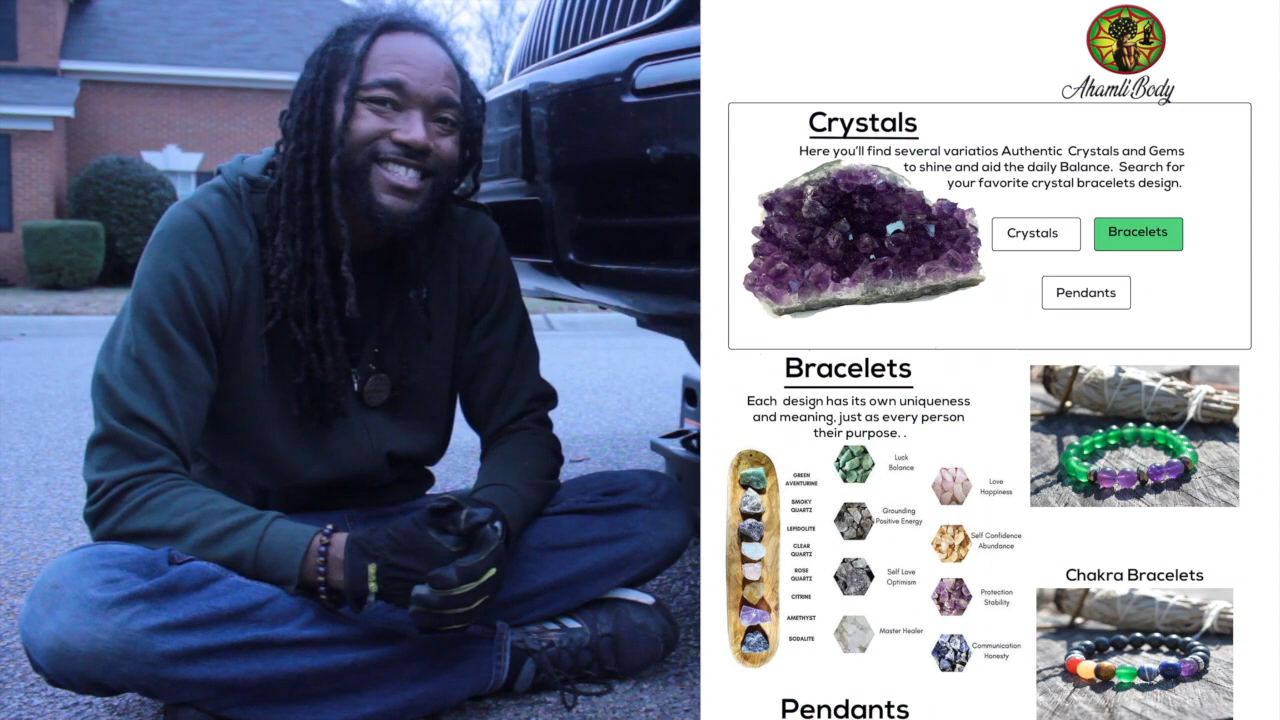 Ahamli Body
Crystals
Here you'll find several variatios Authentic Crystals and Gems
to shine and aid the daily Balance. Search for
your favorite crystal bracelets design.
Crystals
Bracelets
Pendants
Bracelets
Each design has its own uniqueness
and meaning, just as every person
their purpose. .
GREEN
AVENTURINE
SMOKY
QUARTZ
LEPIDOLITE
CLEAR
QUARTZ
ROSE
QUARTZ
CITRINE
AMETHYST
SODALITE
Luck
Balance
Grounding
Positive Energy
Self Love
Optimism
Master Healer
Love
Happiness
Self Confidence
Abundance
Protection
Stability
Communication
Honesty
Chakra Bracelets
Pendants